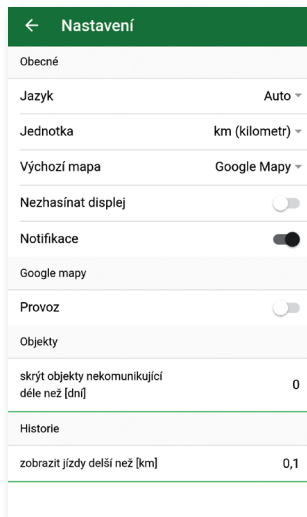 Nastavení
Obecné
Jazyk Auto
Jednotka km (kilometr)
Výchozí mapa Google Mapy
Nezhasínat displej
Notifikace
Google mapy
Provoz
Objekty
skrýt objekty nekomunikující
déle než [dní] 0
Historie
zobrazit jízdy delší než [km] 0,1